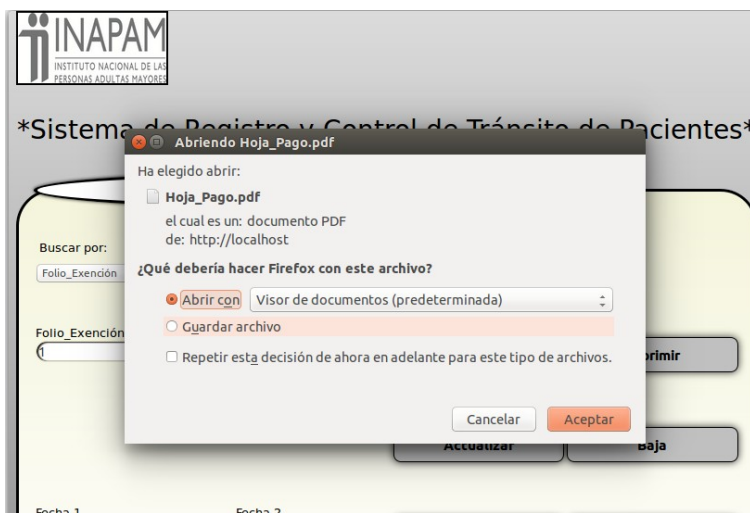 INAPAM
INSTITUTO NACIONAL DE LAS
PERSONAS ADULTAS MAYORES
*Sistema de Registro y Control de Tránsito de Pacientes*
Abriendo Hoja_Pago.pdf
Ha elegido abrir:
Hoja_Pago.pdf
el cual es un: documento PDF
de: http://localhost
¿Qué debería hacer Firefox con este archivo?
Abrir con Visor de documentos (predeterminada)
Guardar archivo
Repetir esta decisión de ahora en adelante para este tipo de archivos.
Cancelar Aceptar
Buscar por:
Folio_Exención
Folio_Exención
1
Actualizar Baja
Fecha 1 Fecha 2